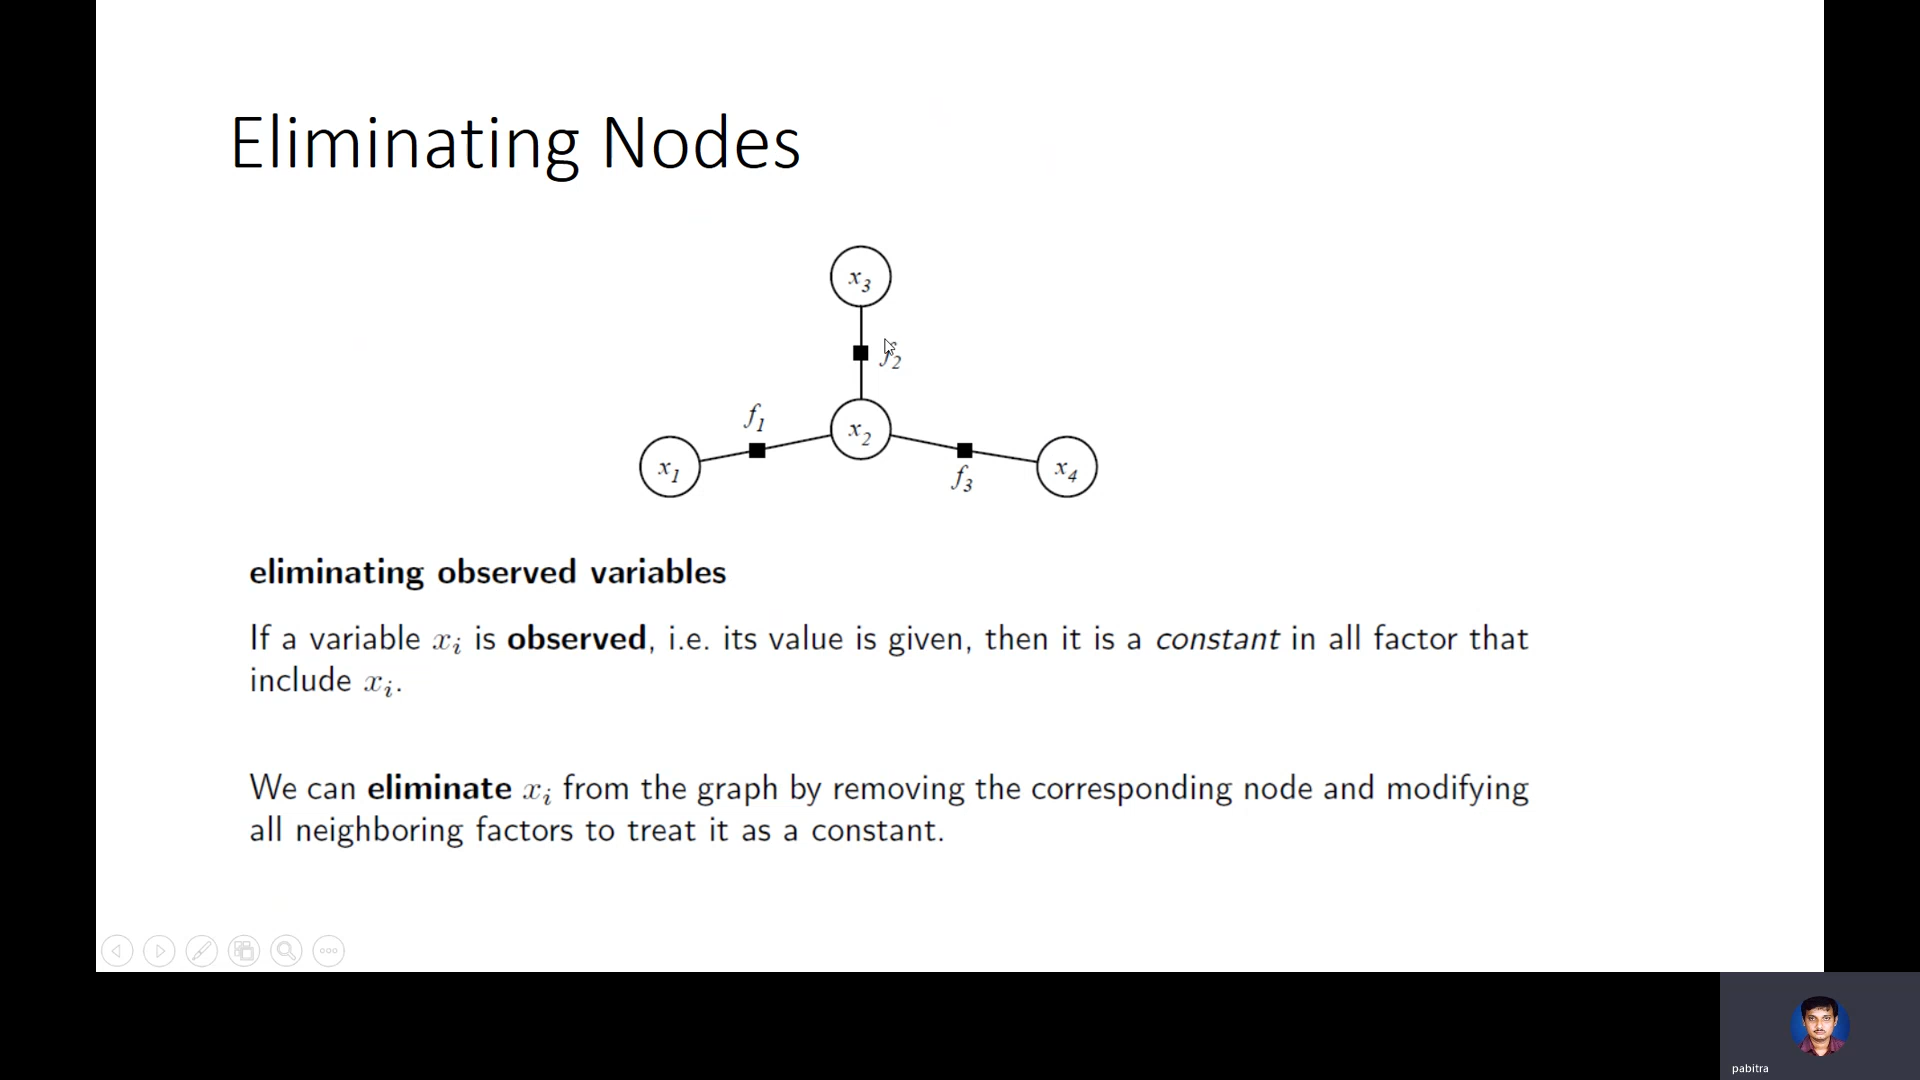 Eliminating Nodes
x3
f2
f1
x2
x1
f3
x4
eliminating observed variables
If a variable xi is observed, i.e. its value is given, then it is a constant in all factor that
include xi.
We can eliminate xi from the graph by removing the corresponding node and modifying
all neighboring factors to treat it as a constant.
pabitra